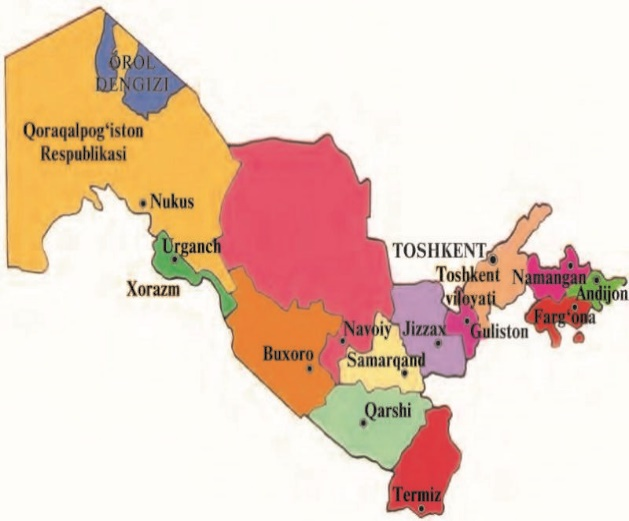 OROL
DENGIZI
Qoraqalpog‘iston
Respublikasi
Nukus
Urganch
Xorazm
TOSHKENT
Toshkent
viloyati
Namangan
Andijon
Farg‘ona
Guliston
Jizzax
Navoiy
Samarqand
Buxoro
Qarshi
Termiz